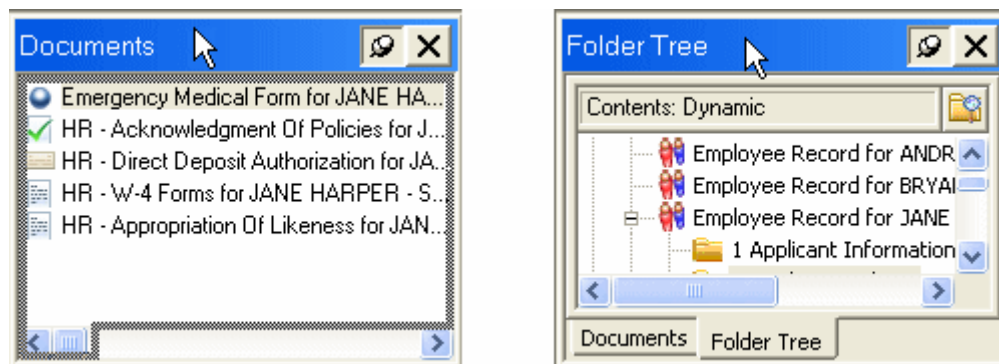 Documents
Emergency Medical Form for JANE HA...
HR - Acknowledgment Of Policies for J...
HR - Direct Deposit Authorization for JA...
HR - W-4 Forms for JANE HARPER - S...
HR - Appropriation Of Likeness for JAN...
Folder Tree
Contents: Dynamic
Employee Record for ANDR
Employee Record for BRYAN
Employee Record for JANE
1 Applicant Information
Documents Folder Tree